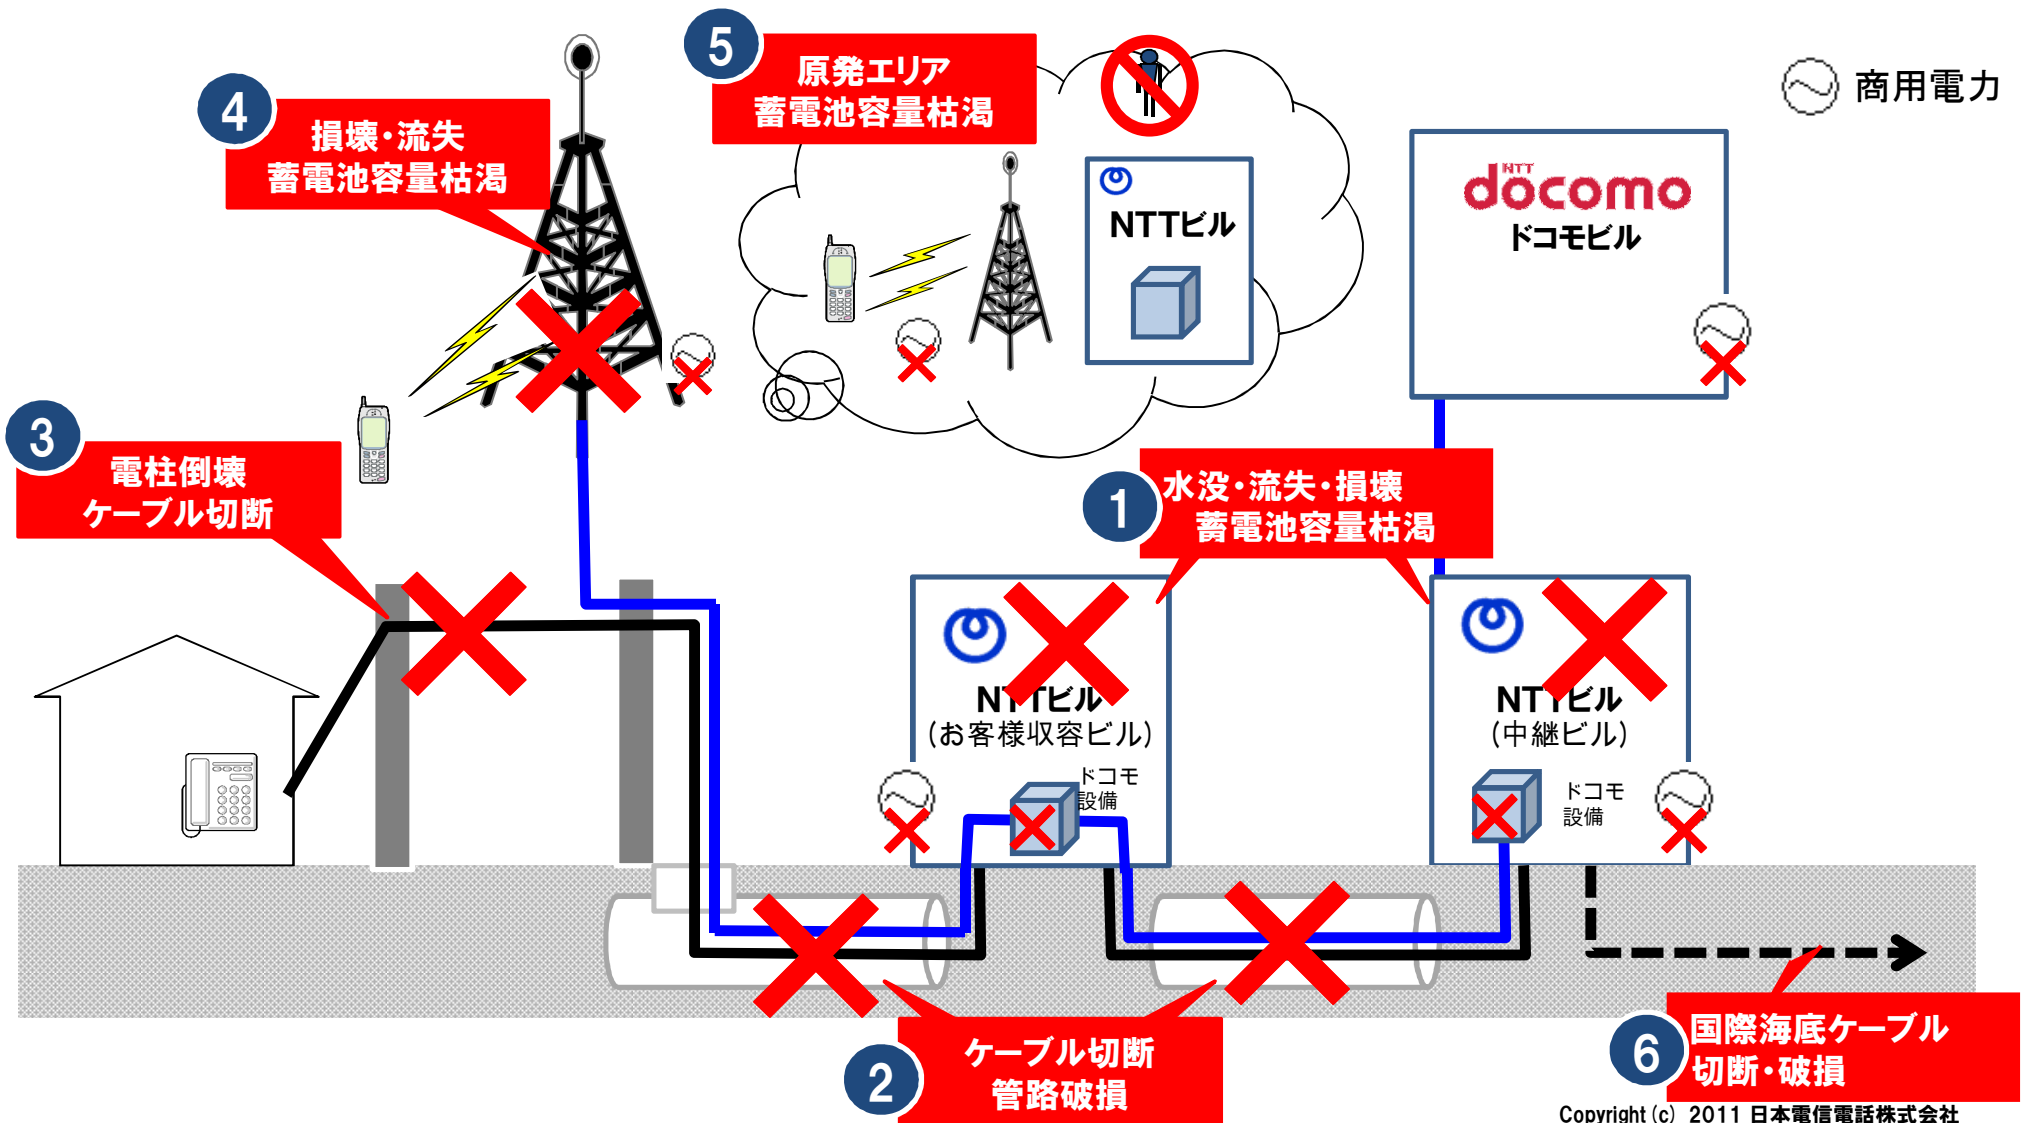 5
原発エリア
蓄電池容量枯渇
4
損壊・流失
蓄電池容量枯渇
商用電力
NTT
docomo
ドコモビル
NTTビル
3
電柱倒壊
ケーブル切断
1
水没・流失・損壊
蓄電池容量枯渇
NTTビル
(お客様収容ビル)
ドコモ
設備
NTTビル
(中継ビル)
ドコモ
設備
2
ケーブル切断
管路破損
6
国際海底ケーブル
切断・破損
Copyright (c) 2011 日本電信電話株式会社